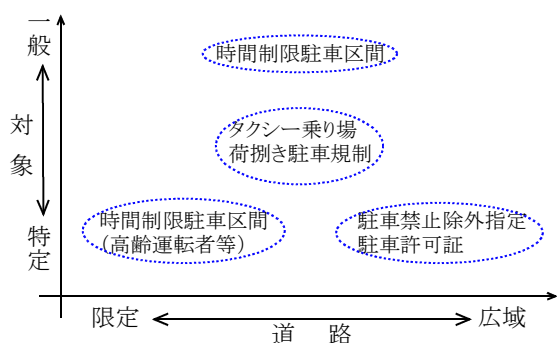 一般
時間制限駐車区間
対象
タクシー乗り場
荷捌き駐車規制
特定
時間制限駐車区間
(高齢運転者等)
駐車禁止除外指定
駐車許可証
限定
道 路
広域